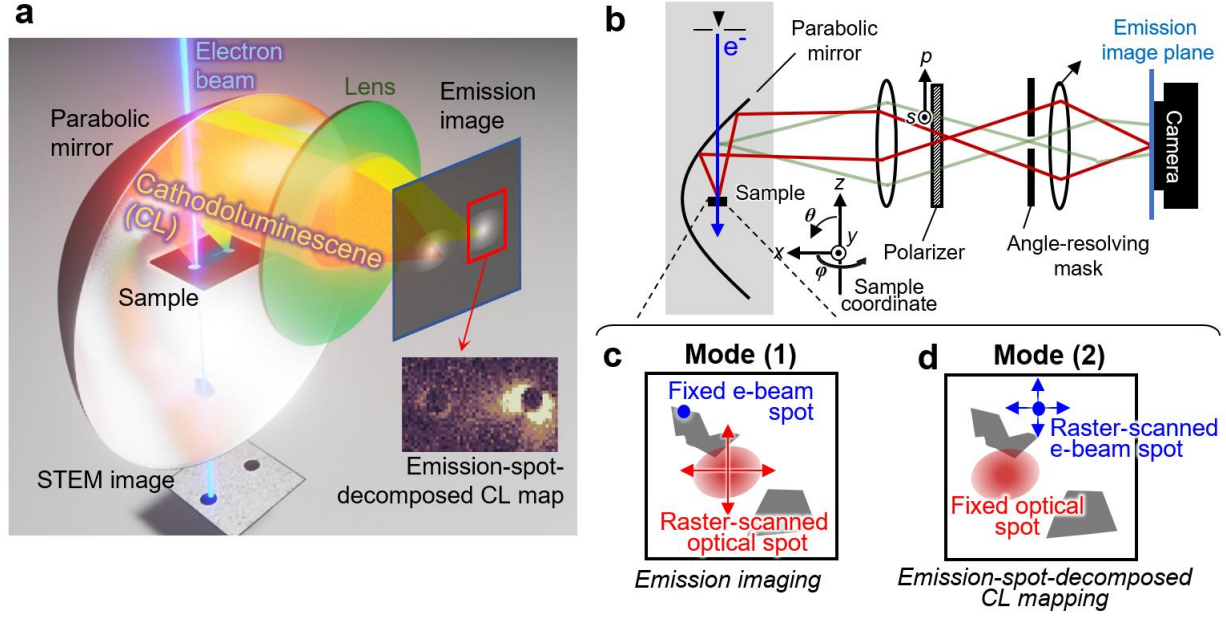 a
Electron
beam
Parabolic
mirror
Lens
Emission
image
Cathodoluminescene
(CL)
Sample
STEM image
Emission-spot-
decomposed CL map
b
e-
Parabolic
mirror
Emission
image plane
p
s
Camera
Sample
z
θ
y
x
φ
Sample
coordinate
Polarizer
Angle-resolving
mask
c
Mode (1)
Fixed e-beam
spot
Raster-scanned
optical spot
Emission imaging
d
Mode (2)
Raster-scanned
e-beam spot
Fixed optical
spot
Emission-spot-decomposed
CL mapping